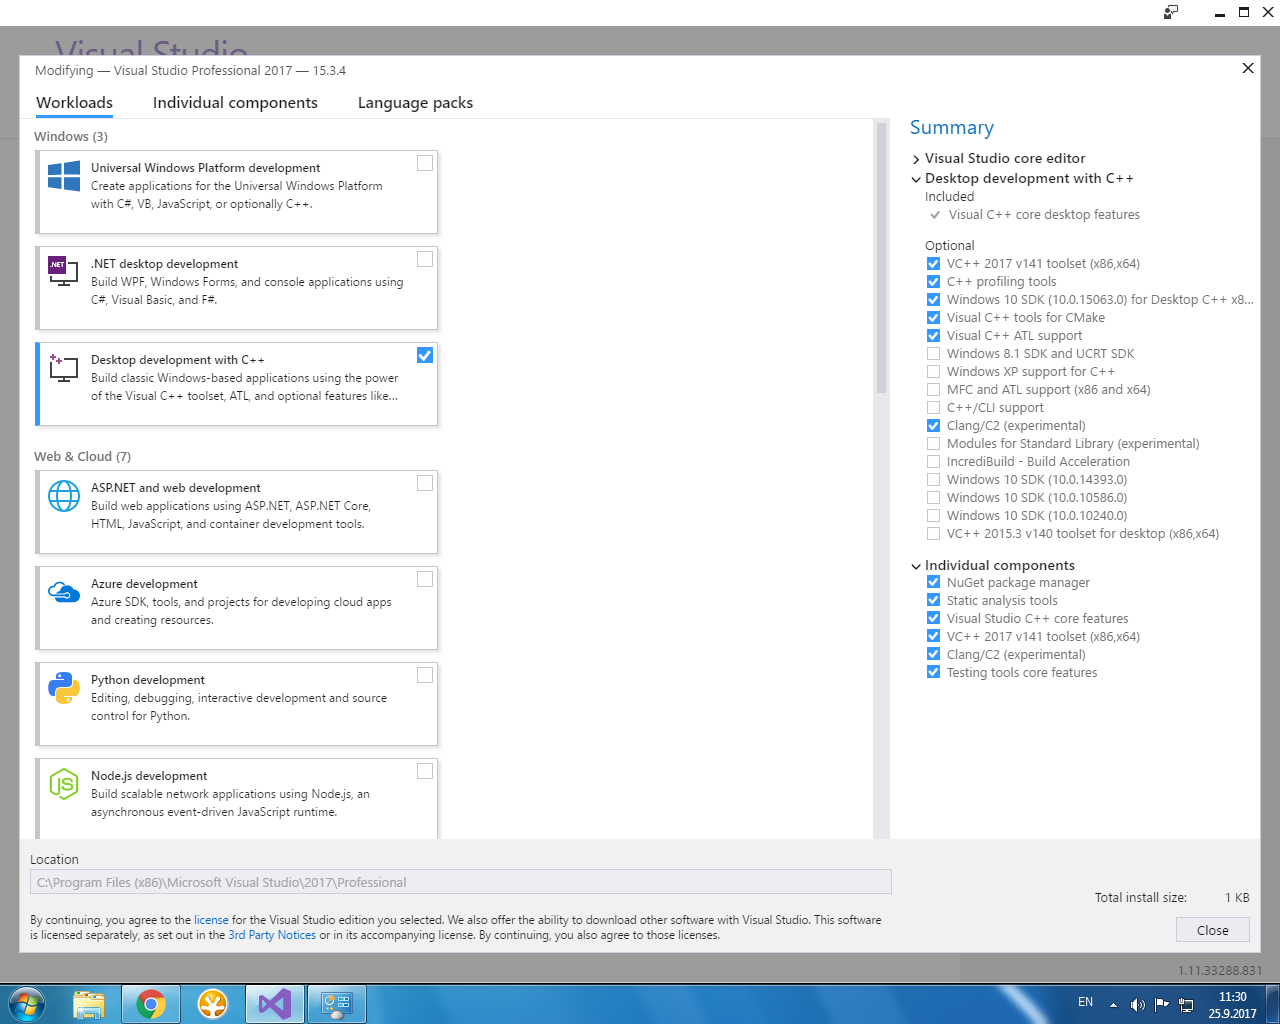 Visual Studio
Modifying — Visual Studio Professional 2017 — 15.3.4
Workloads
Individual components
Language packs
Windows (3)
Universal Windows Platform development
Create applications for the Universal Windows Platform
with C#, VB, JavaScript, or optionally C++.
.NET
.NET desktop development
Build WPF, Windows Forms, and console applications using
C#, Visual Basic, and F#.
Desktop development with C++
Build classic Windows-based applications using the power
of the Visual C++ toolset, ATL, and optional features like...
Web & Cloud (7)
ASP.NET and web development
Build web applications using ASP.NET, ASP.NET Core,
HTML, JavaScript, and container development tools.
Azure development
Azure SDK, tools, and projects for developing cloud apps
and creating resources.
Python development
Editing, debugging, interactive development and source
control for Python.
JS
Node.js development
Build scalable network applications using Node.js, an
asynchronous event-driven JavaScript runtime.
Summary
Visual Studio core editor
Desktop development with C++
Included
Visual C++ core desktop features
Optional
VC++ 2017 v141 toolset (x86,x64)
C++ profiling tools
Windows 10 SDK (10.0.15063.0) for Desktop C++ x8...
Visual C++ tools for CMake
Visual C++ ATL support
Windows 8.1 SDK and UCRT SDK
Windows XP support for C++
MFC and ATL support (x86 and x64)
C++/CLI support
Clang/C2 (experimental)
Modules for Standard Library (experimental)
IncrediBuild - Build Acceleration
Windows 10 SDK (10.0.14393.0)
Windows 10 SDK (10.0.10586.0)
Windows 10 SDK (10.0.10240.0)
VC++ 2015.3 v140 toolset for desktop (x86,x64)
Individual components
NuGet package manager
Static analysis tools
Visual Studio C++ core features
VC++ 2017 v141 toolset (x86,x64)
Clang/C2 (experimental)
Testing tools core features
Location
C:\Program Files (x86)\Microsoft Visual Studio\2017\Professional
By continuing, you agree to the license for the Visual Studio edition you selected. We also offer the ability to download other software with Visual Studio. This software
is licensed separately, as set out in the 3rd Party Notices or in its accompanying license. By continuing, you also agree to those licenses.
Total install size: 1 KB
Close
1.11.33288.831
EN
11:30
25.9.2017